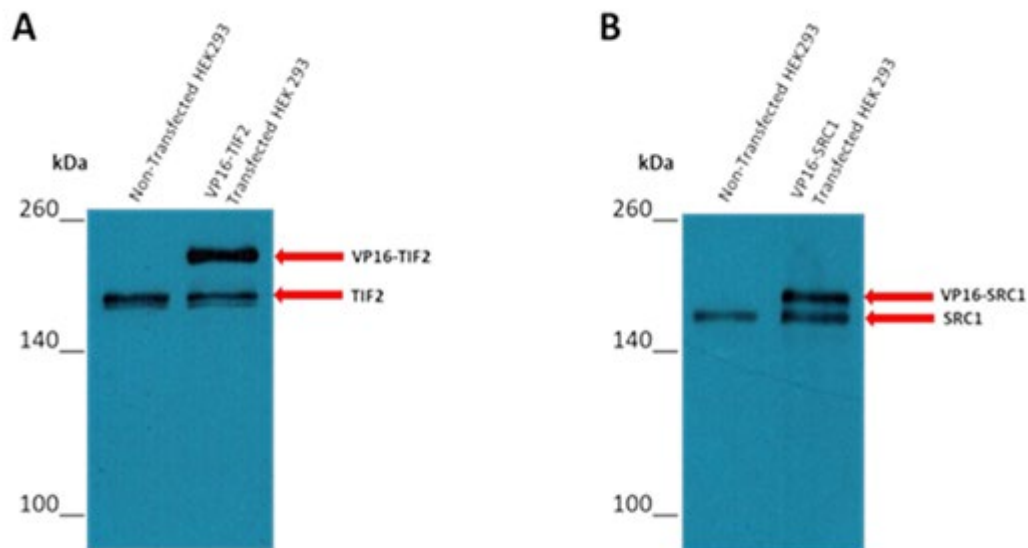 A
kDa
Non-Transfected HEK293
VP16-TIF2
Transfected HEK 293
260
VP16-TIF2
TIF2
140
100
B
kDa
Non-Transfected HEK293
VP16-SRC1
Transfected HEK 293
260
VP16-SRC1
SRC1
140
100